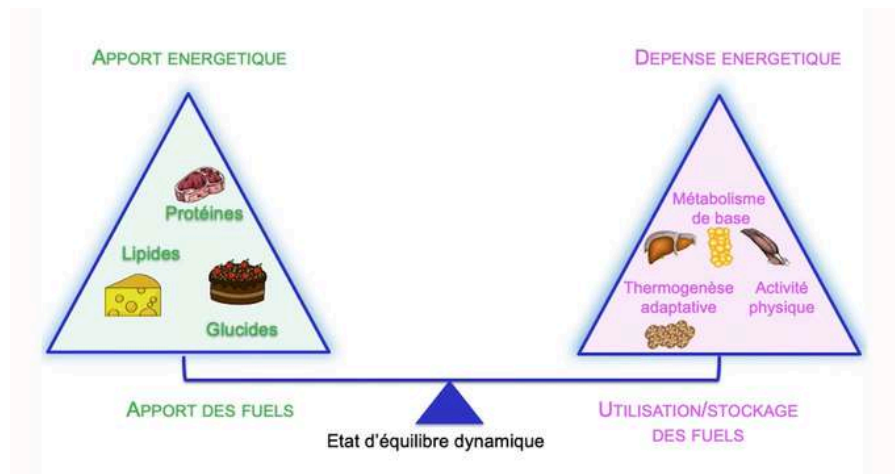 APPORT ENERGETIQUE
DEPENSE ENERGETIQUE
Protéines
Lipides
Glucides
Métabolisme
de base
Thermogenèse
adaptative
Activité
physique
APPORT DES FUELS
Etat d'équilibre dynamique
UTILISATION/STOCKAGE
DES FUELS